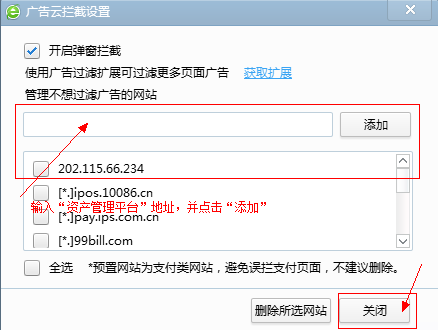 广告云拦截设置
开启弹窗拦截
使用广告过滤扩展可过滤更多页面广告 获取扩展
管理不想过滤广告的网站
添加
202.115.66.234
[*.]ipos.10086.cn
输入“资产管理平台”地址，并点击“添加”
[*.]pay.ips.com.cn
[*.]99bill.com
全选 *预置网站为支付类网站，避免误拦支付页面，不建议删除。
删除所选网站 关闭